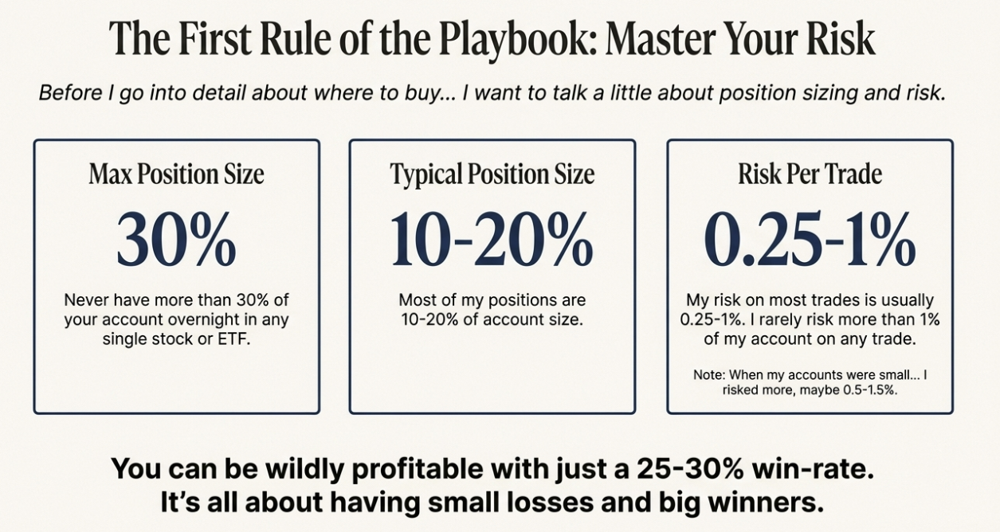 The First Rule of the Playbook: Master Your Risk
Before I go into detail about where to buy... I want to talk a little about position sizing and risk.
Max Position Size
30%
Never have more than 30% of
your account overnight in any
single stock or ETF.
Typical Position Size
10-20%
Most of my positions are
10-20% of account size.
Risk Per Trade
0.25-1%
My risk on most trades is usually
0.25-1%. I rarely risk more than 1%
of my account on any trade.
Note: When my accounts were small... I
risked more, maybe 0.5-1.5%.
You can be wildly profitable with just a 25-30% win-rate.
It’s all about having small losses and big winners.